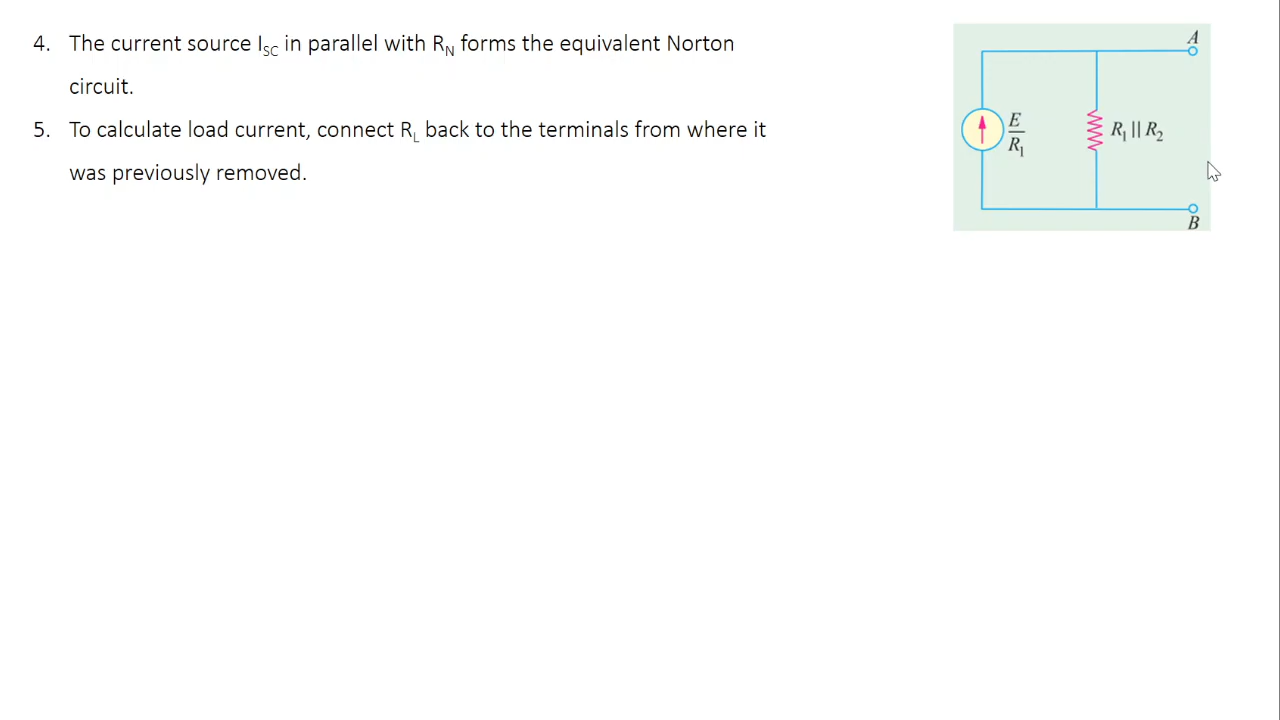 4. The current source I_SC in parallel with R_N forms the equivalent Norton
circuit.
5. To calculate load current, connect R_L back to the terminals from where it
was previously removed.
A
E
R₁
R₁ || R₂
B